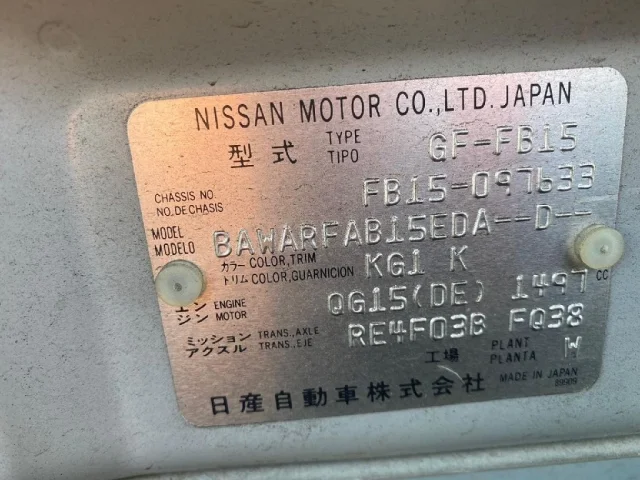 NISSAN MOTOR CO.,LTD. JAPAN
型式 TYPE TIPO GF-FB15
CHASSIS NO. NO. DE CHASIS FB15-097633
MODEL MODELO BAWARFAB15EDA--D--
カラー COLOR,TRIM トリム COLOR,GUARNICION KG1 K
エンジン ENGINE MOTOR QG15(DE) 1497 cc
ミッション TRANS.,AXLE アクスル TRANS.,EJE RE4F03B FQ38
工場 PLANT PLANTA W
日産自動車株式会社 MADE IN JAPAN